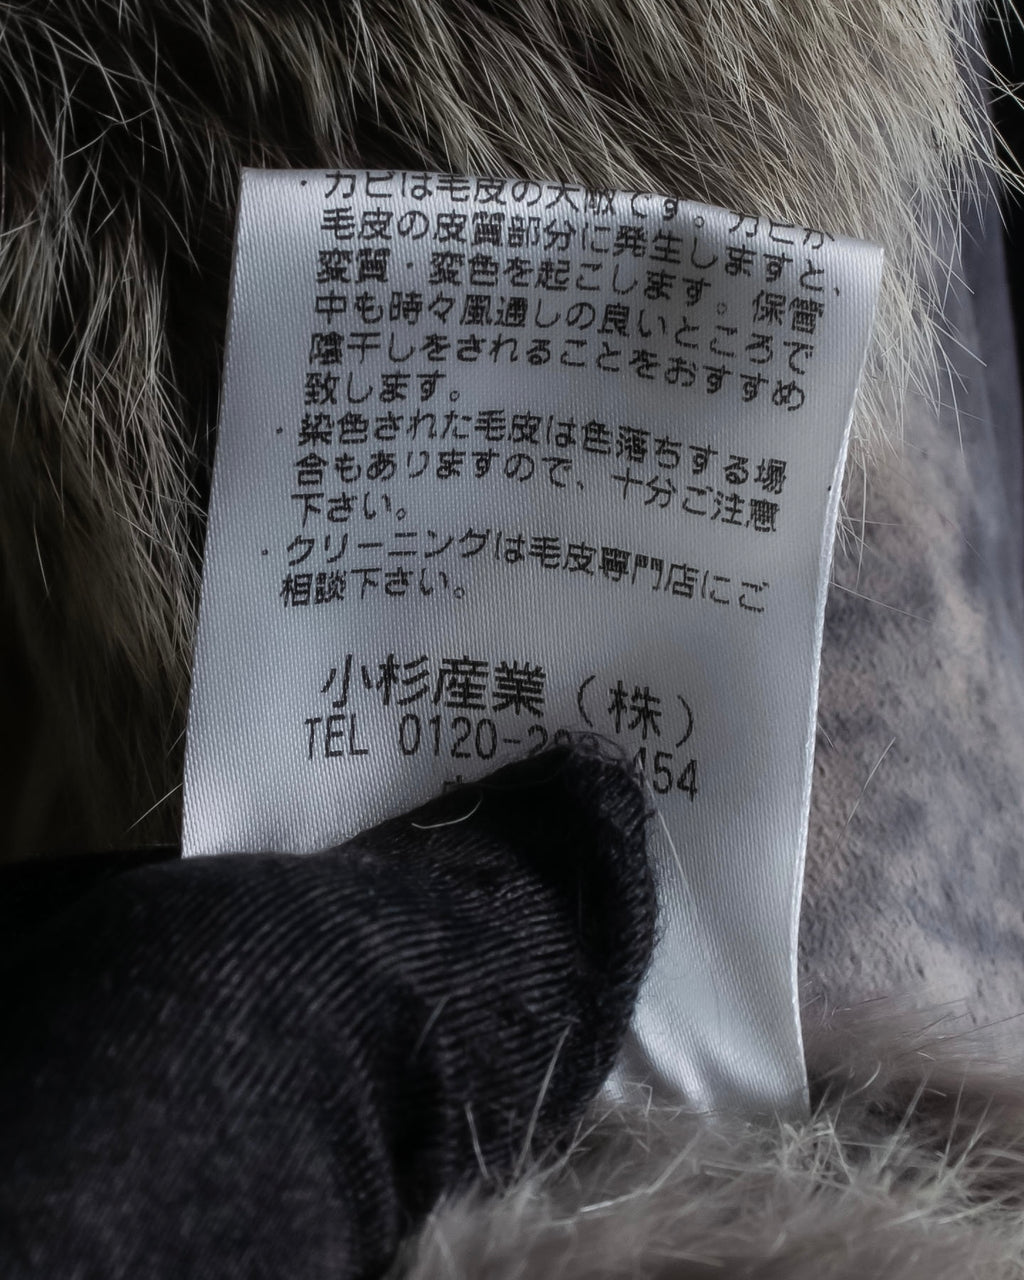 ・カビは毛皮の大敵です。カビが
毛皮の皮質部分に発生しますと、
変質・変色を起こします。保管
中も時々風通しの良いところで
陰干しをされることをおすすめ
致します。
・染色された毛皮は色落ちする場
合もありますので、十分ご注意
下さい。
・クリーニングは毛皮専門店にご
相談下さい。
小杉産業（株）
TEL 0120-2 454